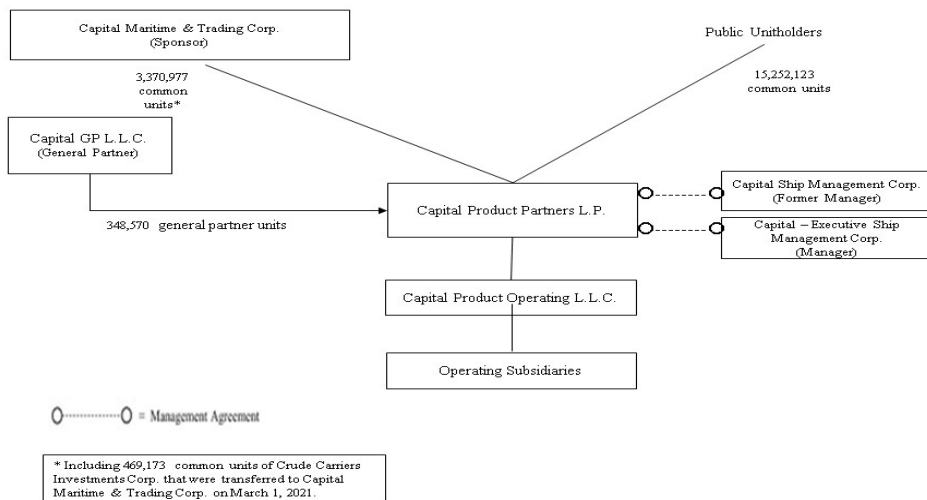 Capital Maritime & Trading Corp.
(Sponsor)
Public Unitholders
3,370,977
common
units*
15,252,123
common units
Capital GP L.L.C.
(General Partner)
348,570 general partner units
Capital Product Partners L.P.
Capital Ship Management Corp.
(Former Manager)
Capital – Executive Ship
Management Corp.
(Manager)
Capital Product Operating L.L.C.
Operating Subsidiaries
= Management Agreement
* Including 469,173 common units of Crude Carriers
Investments Corp. that were transferred to Capital
Maritime & Trading Corp. on March 1, 2021.